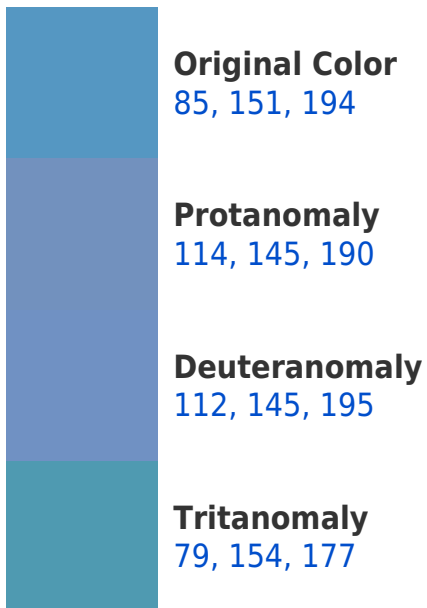 Original Color
85, 151, 194
Protanomaly
114, 145, 190
Deuteranomaly
112, 145, 195
Tritanomaly
79, 154, 177